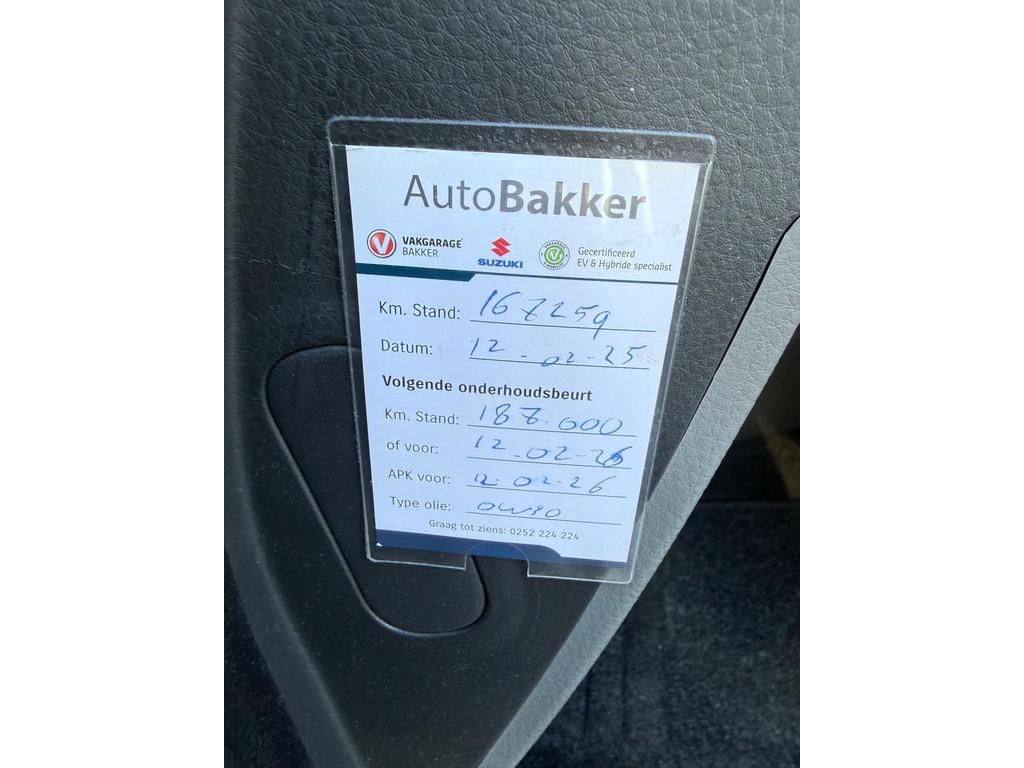 AutoBakker
VAKGARAGE
BAKKER
SUZUKI
Gecertificeerd
EV & Hybride specialist
Km. Stand: 167259
Datum: 12-02-25
Volgende onderhoudsbeurt
Km. Stand: 187.000
of voor: 12-02-26
APK voor: 12-02-26
Type olie:
Graag tot ziens: 0252 224 224